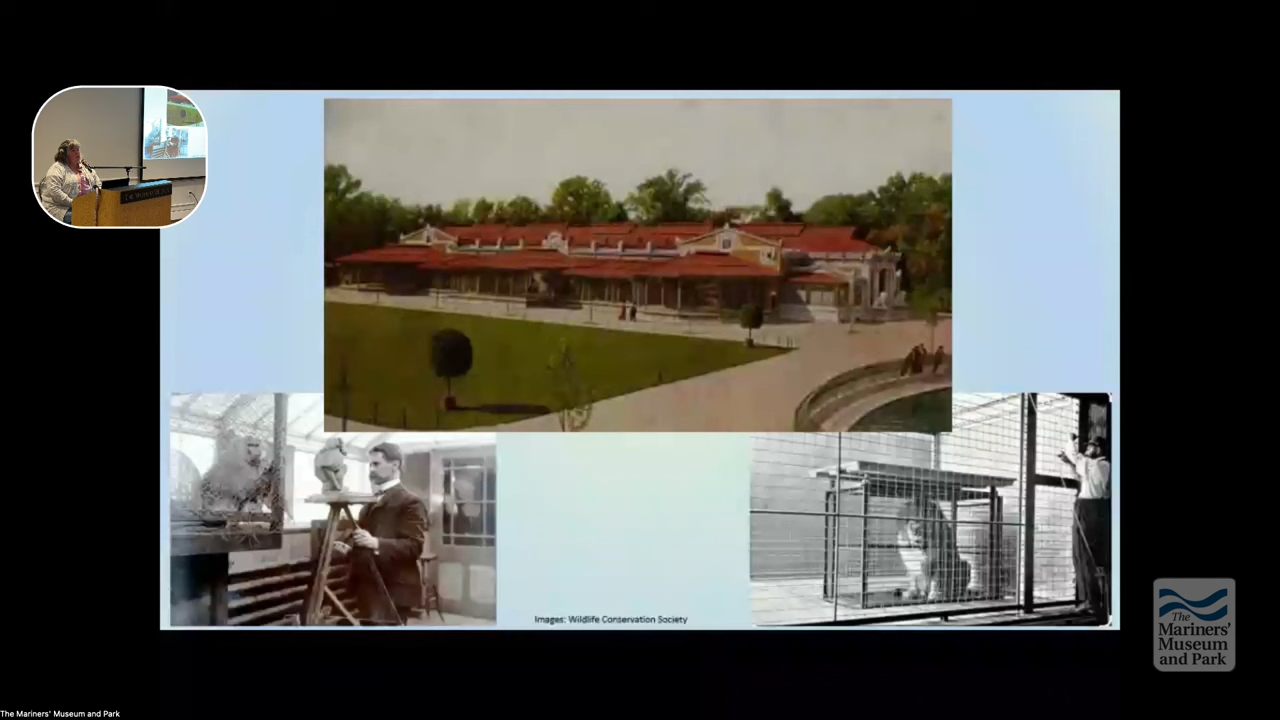 Images: Wildlife Conservation Society
The
Mariners'
Museum
and Park
The Mariners' Museum and Park